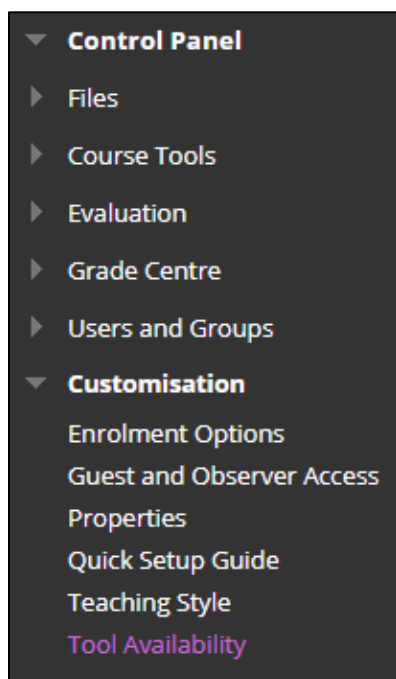 Control Panel
Files
Course Tools
Evaluation
Grade Centre
Users and Groups
Customisation
Enrolment Options
Guest and Observer Access
Properties
Quick Setup Guide
Teaching Style
Tool Availability